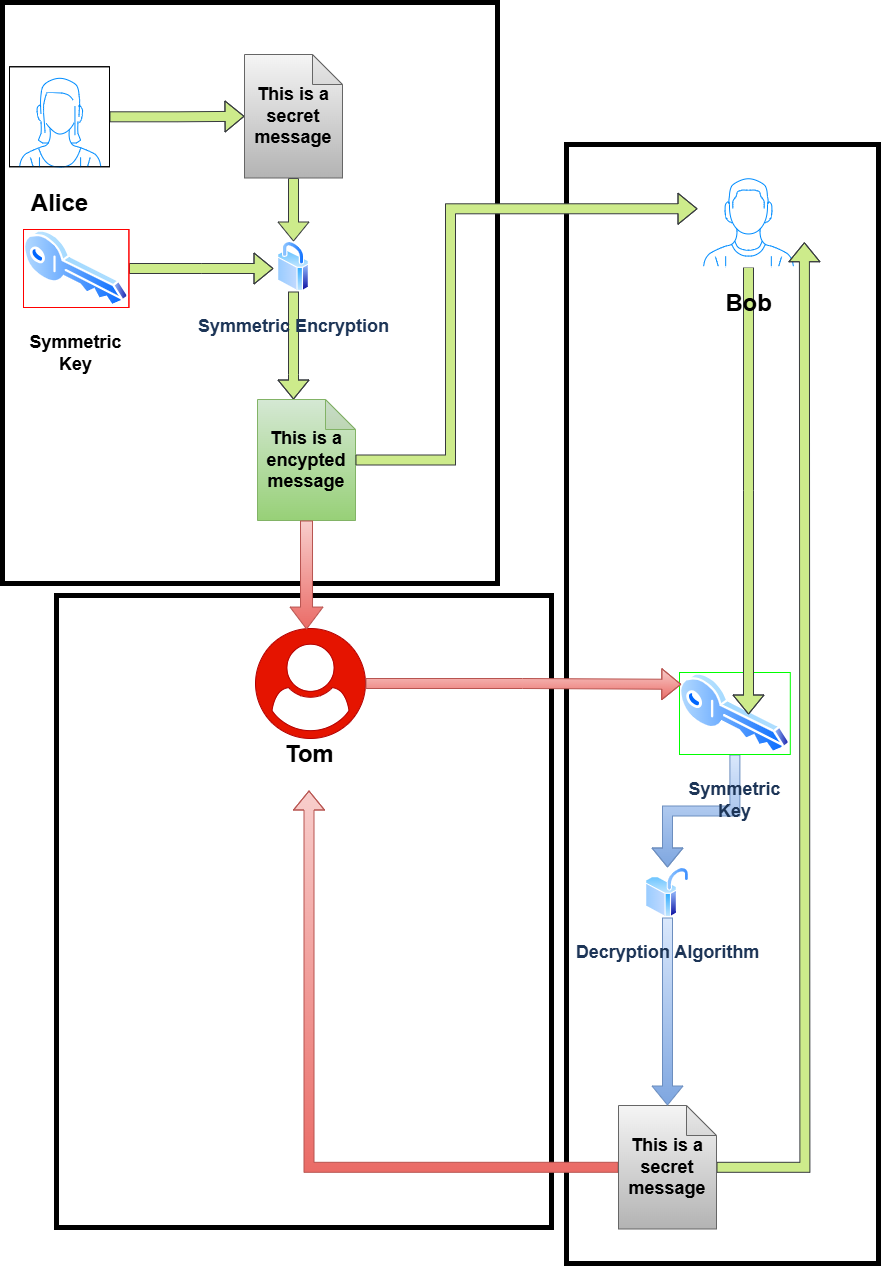 This is a
secret
message
Alice
Symmetric
Key
Symmetric Encryption
This is a
encypted
message
Bob
Tom
Symmetric
Key
Decryption Algorithm
This is a
secret
message